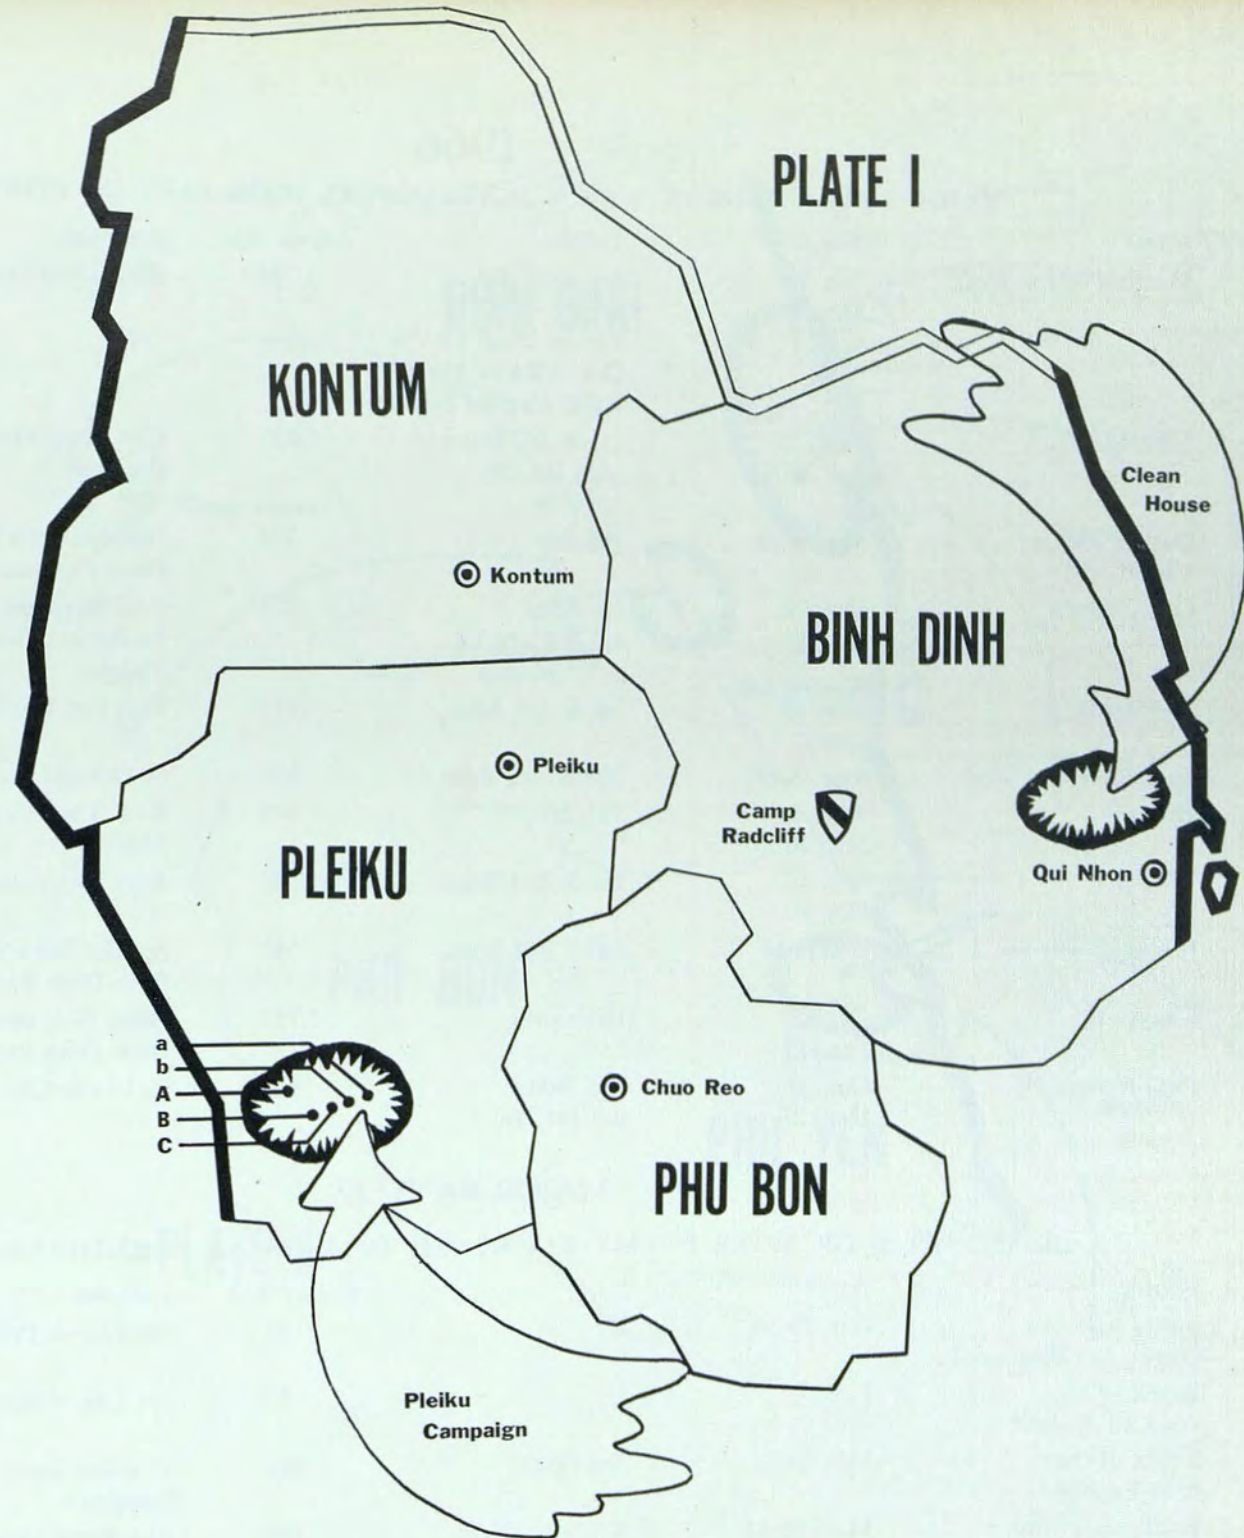 PLATE I
KONTUM
Clean
House
Kontum
BINH DINH
Pleiku
Camp
Radcliff
PLEIKU
Qui Nhon
a
b
A
B
C
Chuo Reo
PHU BON
Pleiku
Campaign